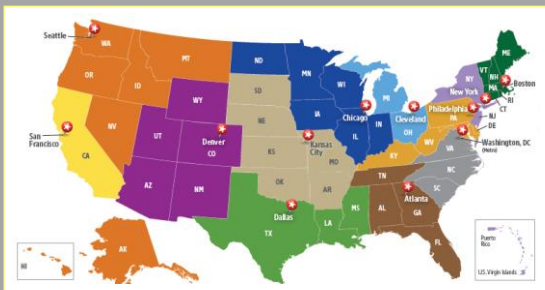 Seattle
WA
MT
ND
MN
ME
VT
NH
OR
ID
SD
WI
MI
NY
MA
Boston
WY
New York
RI
CT
San
Francisco
NV
NE
IA
Chicago
Cleveland
Philadelphia
PA
NJ
DE
CA
UT
Denver
CO
KS
Kansas
City
MO
IL
IN
OH
WV
VA
Washington, DC
(Metro)
KY
AZ
NM
OK
AR
TN
NC
SC
Dallas
TX
LA
MS
AL
Atlanta
GA
FL
AK
HI
Puerto
Rico
U.S. Virgin Islands